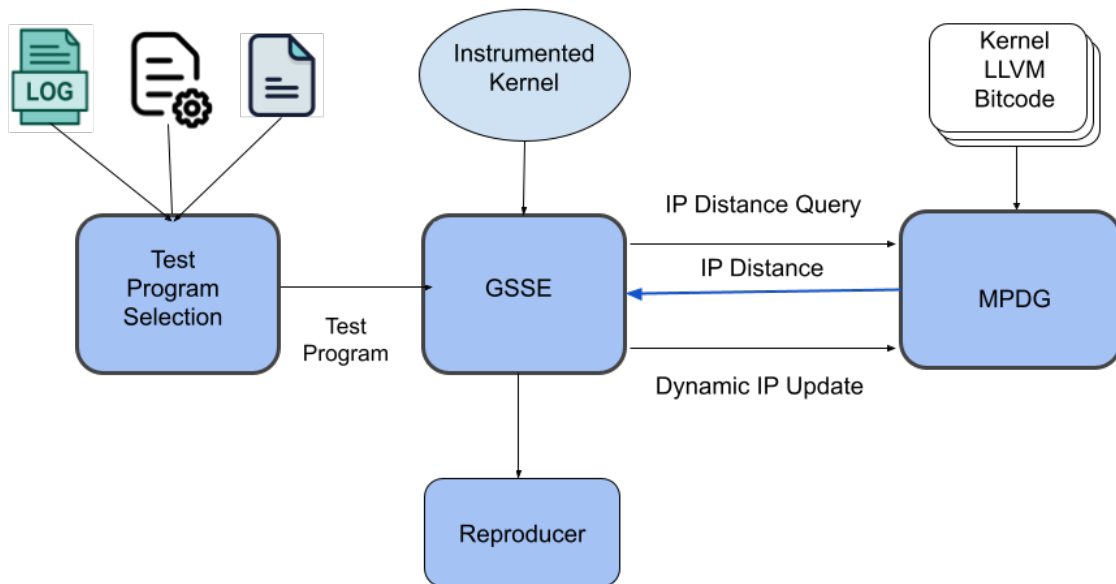 LOG
Instrumented
Kernel
Kernel
LLVM
Bitcode
Test
Program
Selection
Test
Program
GSSE
IP Distance Query
IP Distance
Dynamic IP Update
MPDG
Reproducer